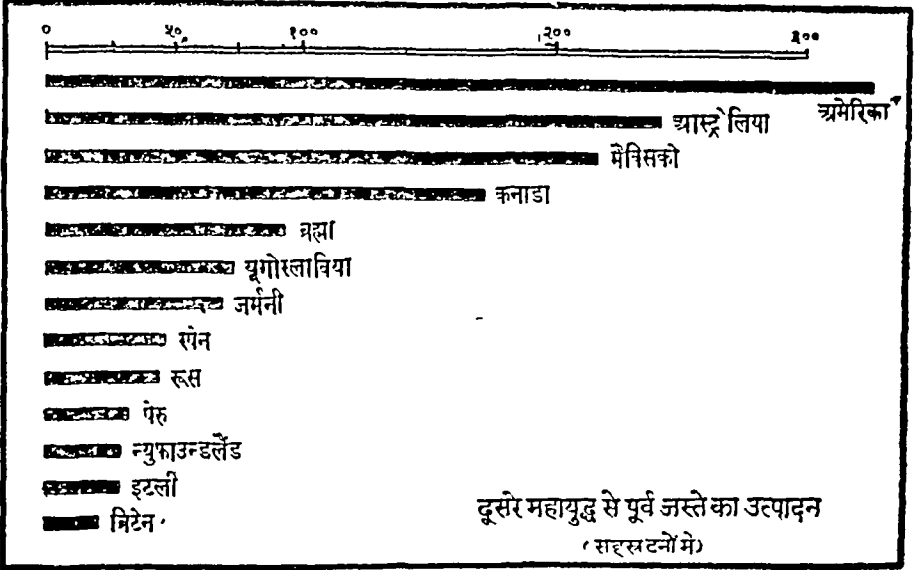 ० ५० १०० २०० ३००
अमेरिका
आस्ट्रेलिया
मैक्सिको
कनाडा
ब्रह्मा
यूगोस्लाविया
जर्मनी
स्पेन
रूस
पेरु
न्युफाउन्डलैंड
इटली
ब्रिटेन
दूसरे महायुद्ध से पूर्व जस्ते का उत्पादन
(सहस्र टनों में)